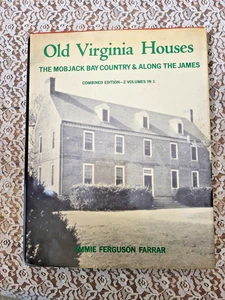 Old Virginia Houses
THE MOBJACK BAY COUNTRY & ALONG THE JAMES
COMBINED EDITION—2 VOLUMES IN 1
EMMIE FERGUSON FARRAR